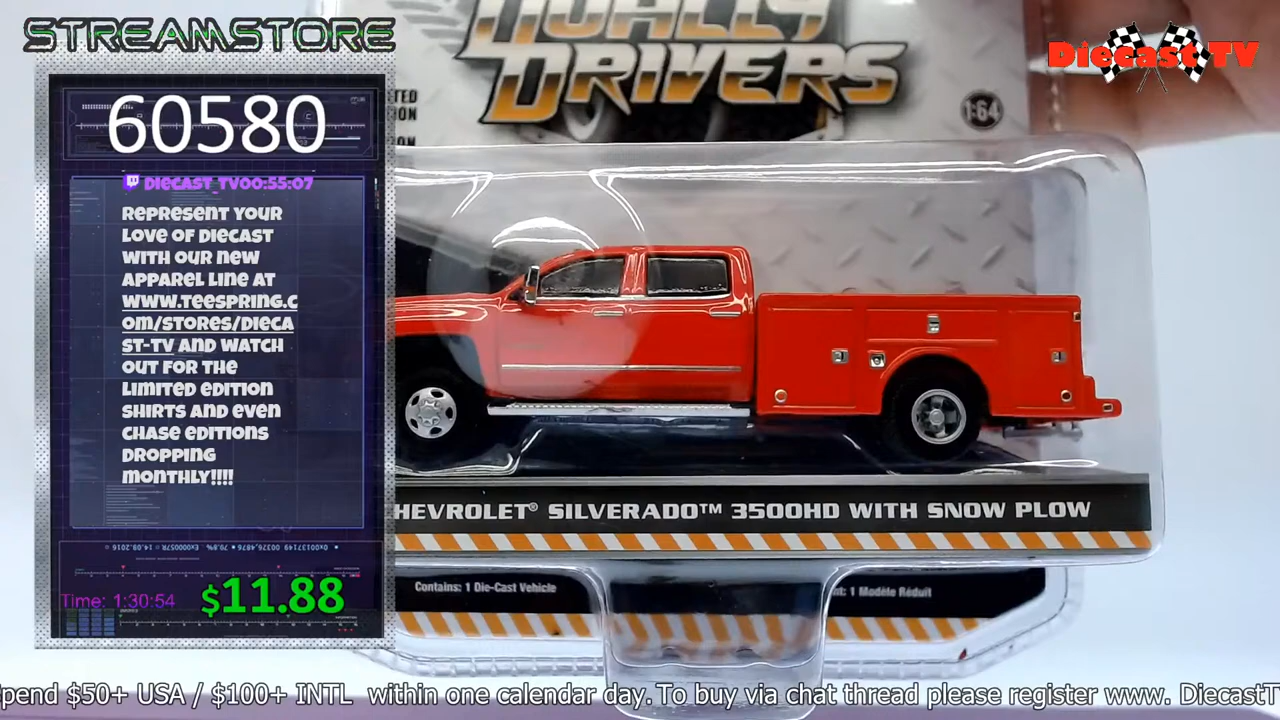 STREAMSTORE
60580
DIECAST_TV00:55:07
REPRESENT YOUR
LOVE OF DIECAST
WITH OUR NEW
APPAREL LINE AT
WWW.TEESPRING.C
OM/STORES/DIECA
ST-TV AND WATCH
OUT FOR THE
LIMITED EDITION
SHIRTS AND EVEN
CHASE EDITIONS
DROPPING
MONTHLY!!!!
Time: 1:30:54
$11.88
DUALLY
DRIVERS
1:64
Diecast TV
HEVROLET® SILVERADO™ 3500HD WITH SNOW PLOW
Contains: 1 Die-Cast Vehicle
nt: 1 Modèle Réduit
spend $50+ USA / $100+ INTL within one calendar day. To buy via chat thread please register www. DiecastT